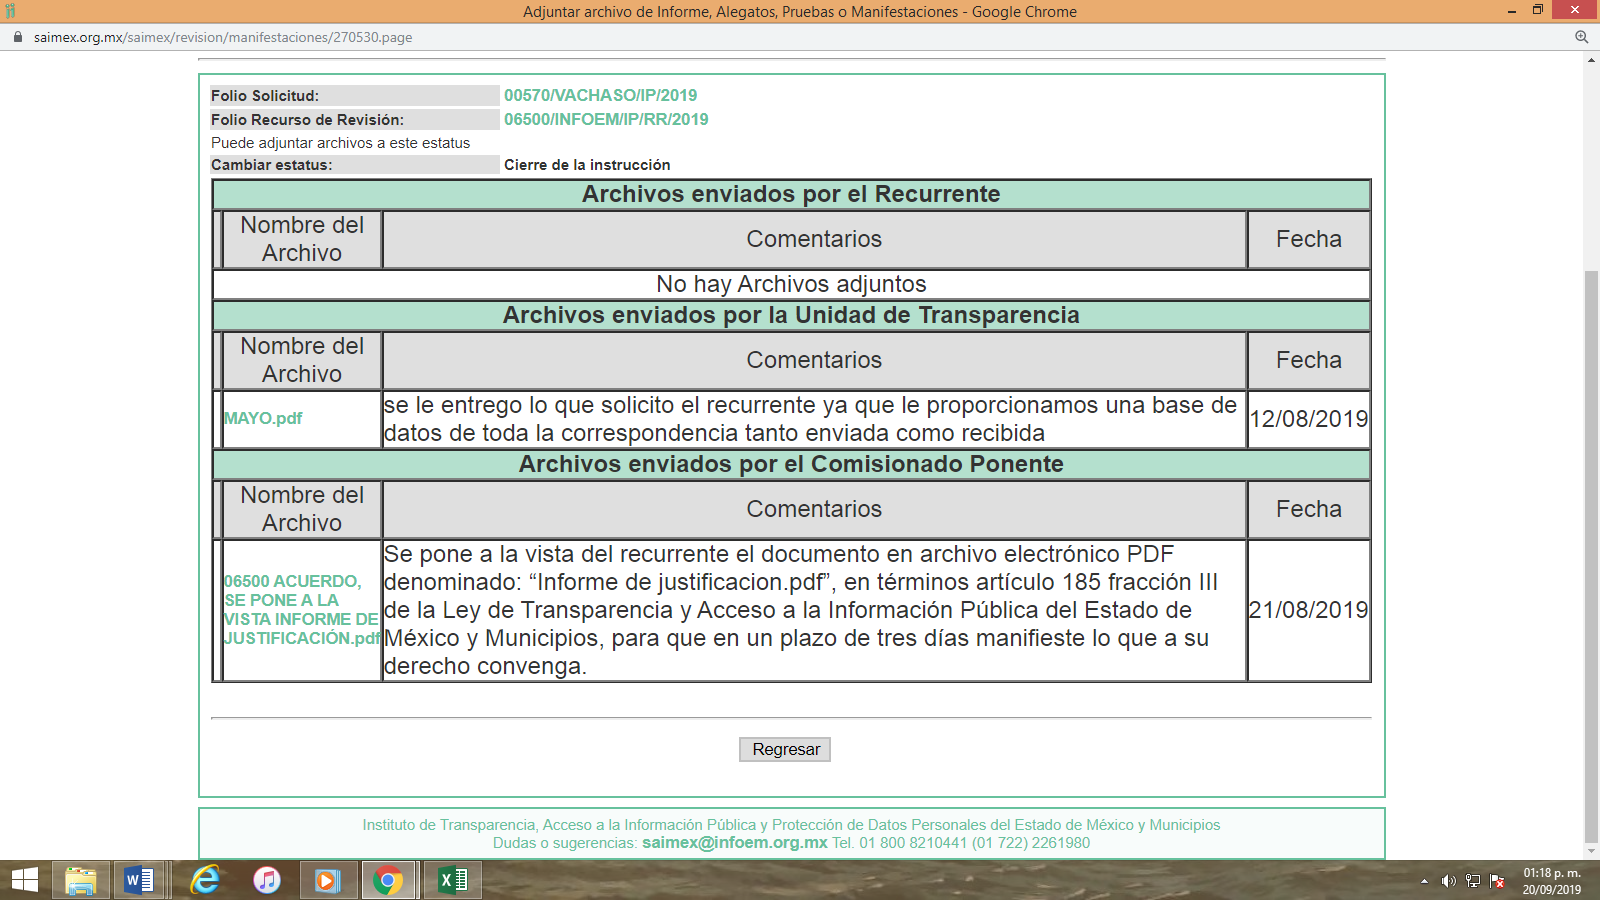 Adjuntar archivo de Informe, Alegatos, Pruebas o Manifestaciones - Google Chrome
saimex.org.mx/saimex/revision/manifestaciones/270530.page
Folio Solicitud: 00570/VACHASO/IP/2019
Folio Recurso de Revisión: 06500/INFOEM/IP/RR/2019
Puede adjuntar archivos a este estatus
Cambiar estatus: Cierre de la instrucción
Archivos enviados por el Recurrente
Nombre del Archivo Comentarios Fecha
No hay Archivos adjuntos
Archivos enviados por la Unidad de Transparencia
Nombre del Archivo Comentarios Fecha
MAYO.pdf
se le entrego lo que solicito el recurrente ya que le proporcionamos una base de
datos de toda la correspondencia tanto enviada como recibida
12/08/2019
Archivos enviados por el Comisionado Ponente
Nombre del Archivo Comentarios Fecha
06500 ACUERDO,
SE PONE A LA
VISTA INFORME DE
JUSTIFICACIÓN.pdf
Se pone a la vista del recurrente el documento en archivo electrónico PDF
denominado: “Informe de justificacion.pdf”, en términos artículo 185 fracción III
de la Ley de Transparencia y Acceso a la Información Pública del Estado de
México y Municipios, para que en un plazo de tres días manifieste lo que a su
derecho convenga.
21/08/2019
Regresar
Instituto de Transparencia, Acceso a la Información Pública y Protección de Datos Personales del Estado de México y Municipios
Dudas o sugerencias: saimex@infoem.org.mx Tel. 01 800 8210441 (01 722) 2261980
01:18 p. m.
20/09/2019